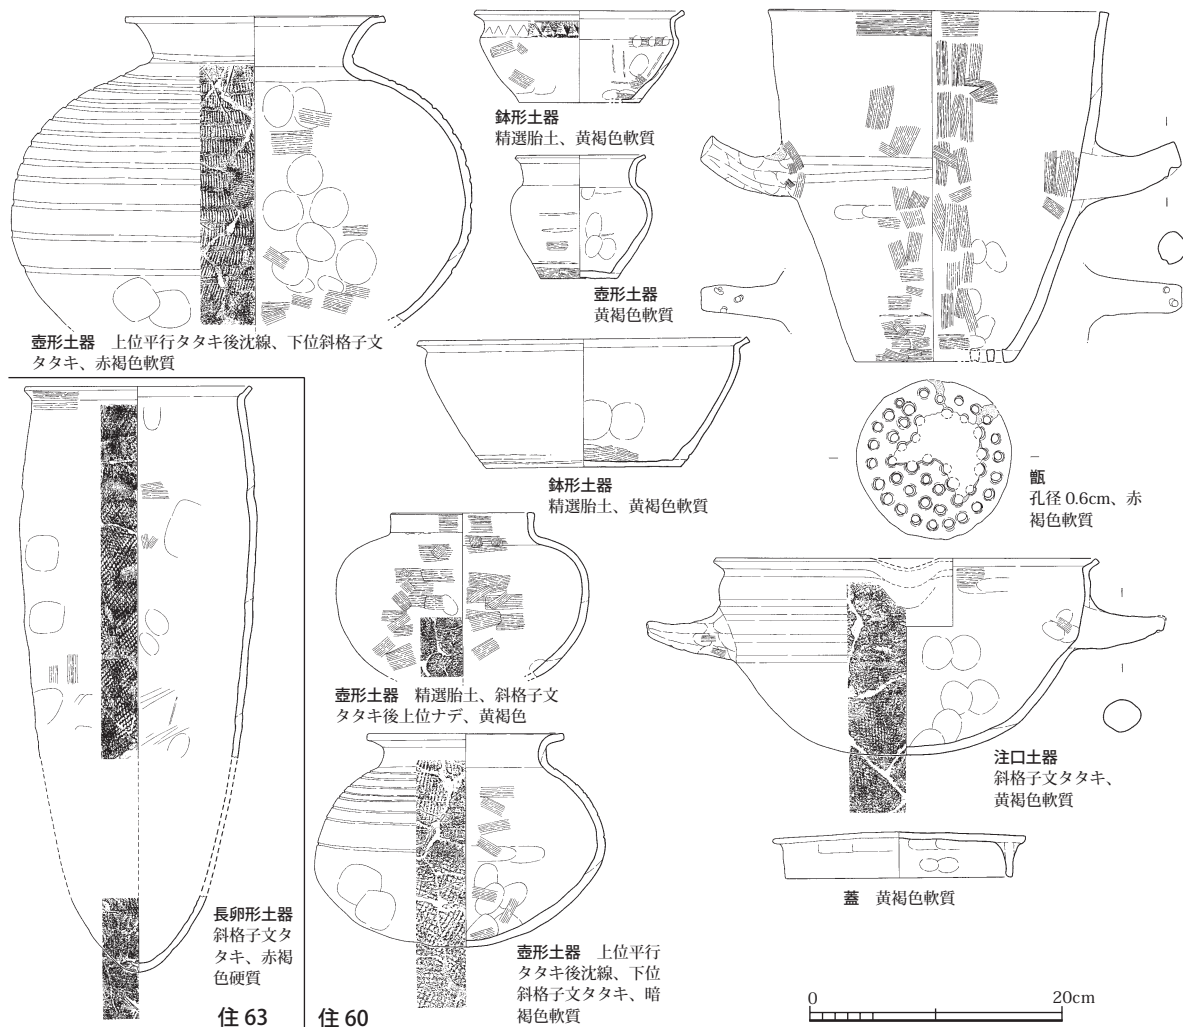 鉢形土器
精選胎土、黄褐色軟質
壺形土器
黄褐色軟質
壺形土器　上位平行タタキ後沈線、下位斜格子文
タタキ、赤褐色軟質
鉢形土器
精選胎土、黄褐色軟質
甑
孔径 0.6cm、赤
褐色軟質
壺形土器　精選胎土、斜格子文
タタキ後上位ナデ、黄褐色
注口土器
斜格子文タタキ、
黄褐色軟質
蓋　黄褐色軟質
長卵形土器
斜格子文タ
タキ、赤褐
色硬質
壺形土器　上位平行
タタキ後沈線、下位
斜格子文タタキ、暗
褐色軟質
住 63
住 60
0 20cm